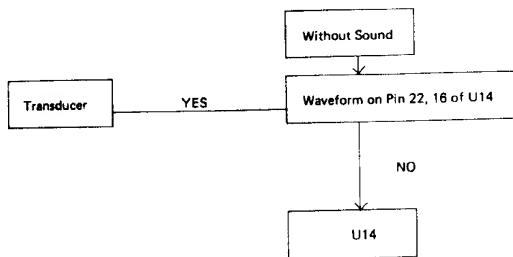 Without Sound
Transducer
YES
Waveform on Pin 22, 16 of U14
NO
U14